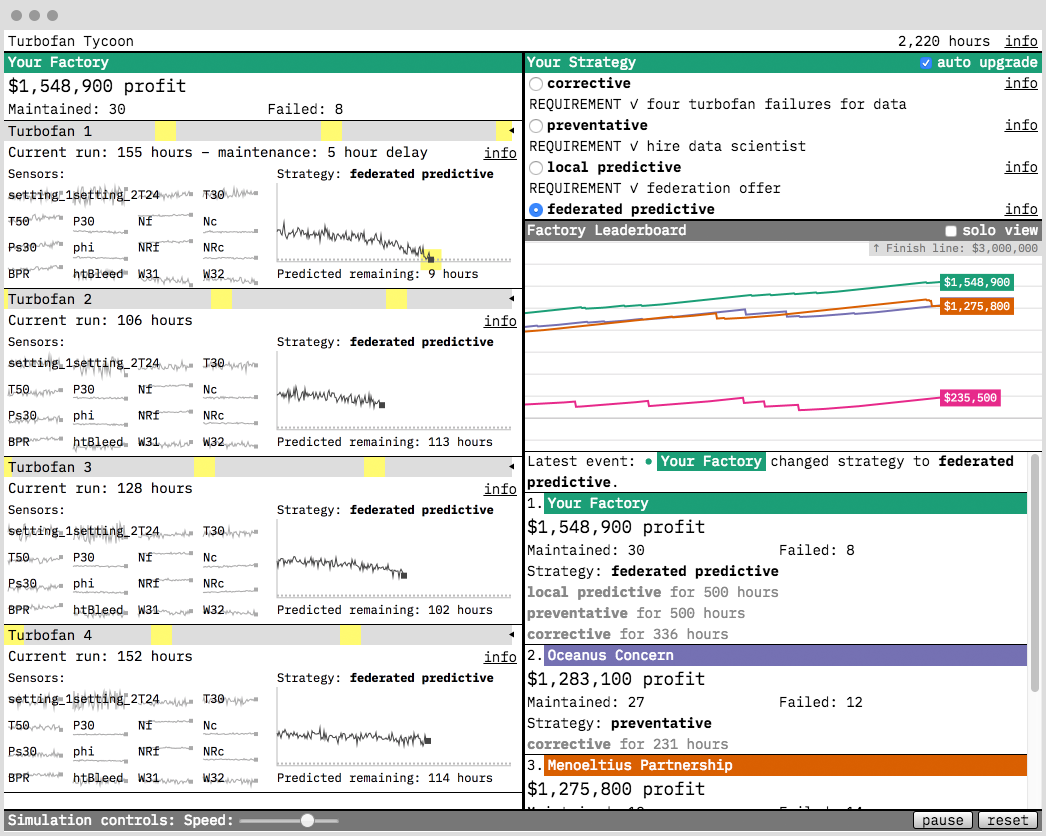 Turbofan Tycoon 2,220 hours info
Your Factory
$1,548,900 profit
Maintained: 30 Failed: 8
Turbofan 1
Current run: 155 hours – maintenance: 5 hour delay info
Sensors: Strategy: federated predictive
setting_1 setting_2 T24 T30
T50 P30 Nf Nc
Ps30 phi NRf NRc
BPR htBleed W31 W32
Predicted remaining: 9 hours
Turbofan 2
Current run: 106 hours info
Sensors: Strategy: federated predictive
setting_1 setting_2 T24 T30
T50 P30 Nf Nc
Ps30 phi NRf NRc
BPR htBleed W31 W32
Predicted remaining: 113 hours
Turbofan 3
Current run: 128 hours info
Sensors: Strategy: federated predictive
setting_1 setting_2 T24 T30
T50 P30 Nf Nc
Ps30 phi NRf NRc
BPR htBleed W31 W32
Predicted remaining: 102 hours
Turbofan 4
Current run: 152 hours info
Sensors: Strategy: federated predictive
setting_1 setting_2 T24 T30
T50 P30 Nf Nc
Ps30 phi NRf NRc
BPR htBleed W31 W32
Predicted remaining: 114 hours
Your Strategy auto upgrade
corrective info
REQUIREMENT √ four turbofan failures for data
preventative info
REQUIREMENT √ hire data scientist
local predictive info
REQUIREMENT √ federation offer
federated predictive info
Factory Leaderboard solo view
↑ Finish line: $3,000,000
$1,548,900
$1,275,800
$235,500
Latest event: • Your Factory changed strategy to federated
predictive.
1. Your Factory
$1,548,900 profit
Maintained: 30 Failed: 8
Strategy: federated predictive
local predictive for 500 hours
preventative for 500 hours
corrective for 336 hours
2. Oceanus Concern
$1,283,100 profit
Maintained: 27 Failed: 12
Strategy: preventative
corrective for 231 hours
3. Menoeltius Partnership
$1,275,800 profit
Simulation controls: Speed: pause reset